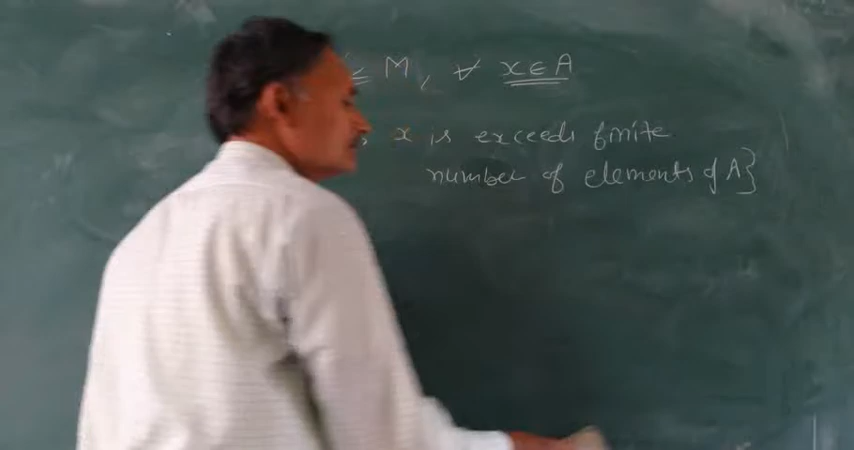 ≤ M, ∀ x ∈ A
, x is exceeds finite
number of elements of A}